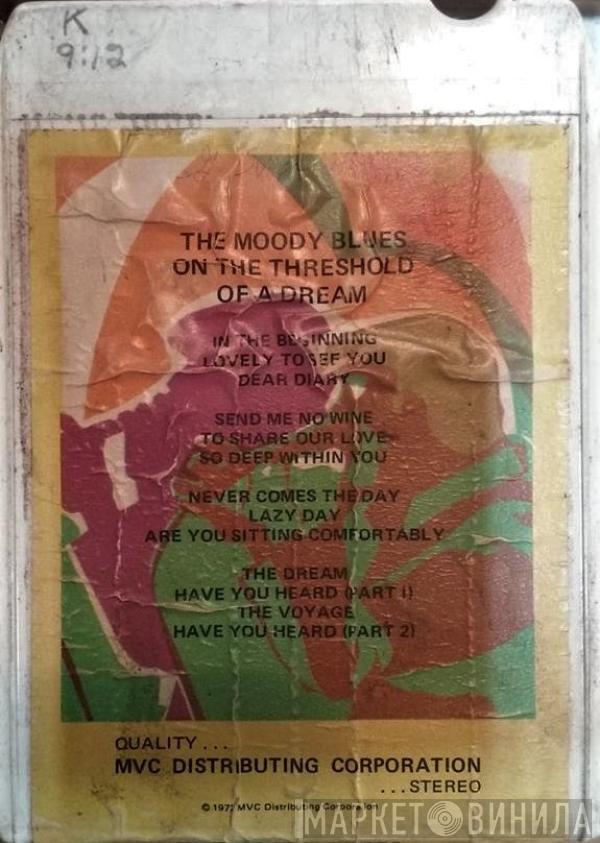 K
9:12
THE MOODY BLUES
ON THE THRESHOLD
OF A DREAM
IN THE BEGINNING
LOVELY TO SEE YOU
DEAR DIARY
SEND ME NO WINE
TO SHARE OUR LOVE
SO DEEP WITHIN YOU
NEVER COMES THE DAY
LAZY DAY
ARE YOU SITTING COMFORTABLY
THE DREAM
HAVE YOU HEARD (PART 1)
THE VOYAGE
HAVE YOU HEARD (PART 2)
QUALITY...
MVC DISTRIBUTING CORPORATION
...STEREO
© 1972 MVC Distributing Corporation
МАРКЕТ ВИНИЛА